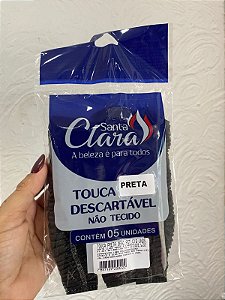 Santa
Clara
A beleza é para todos
TOUCA
PRETA
DESCARTÁVEL
NÃO TECIDO
CONTÉM 05 UNIDADES